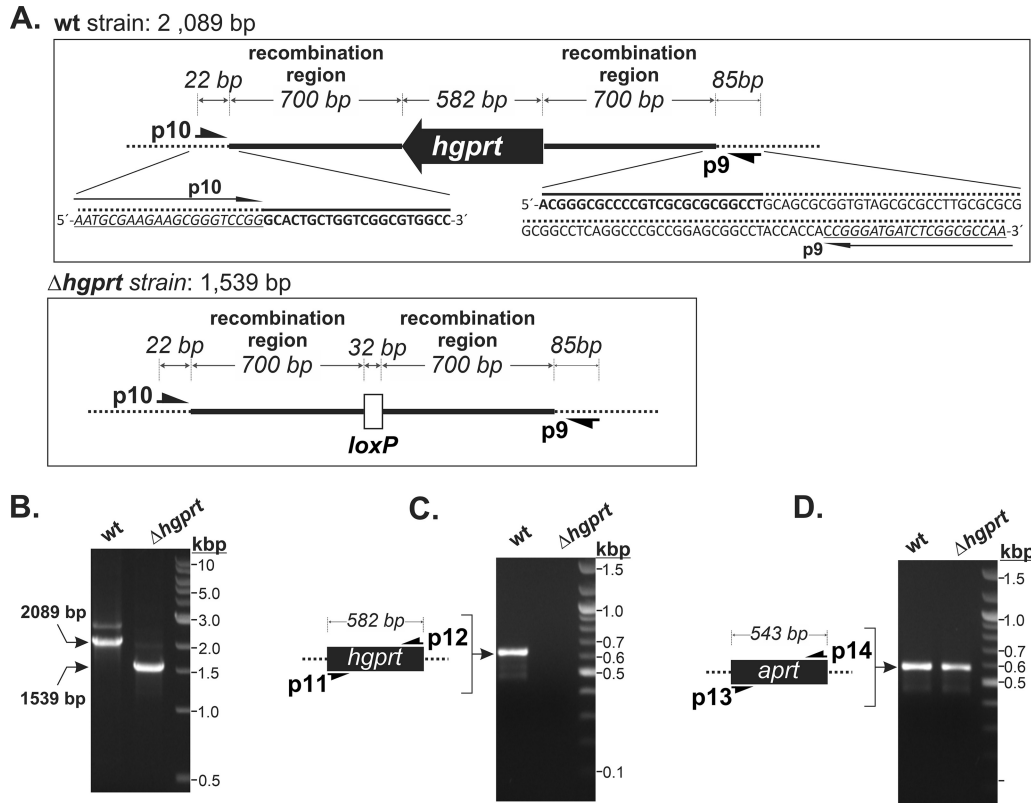 A.
wt strain: 2 ,089 bp
recombination region
recombination region
22 bp
700 bp
582 bp
700 bp
85bp
p10
hgprt
p9
p10
5´-AATGCGAAGAAGCGGGTCCGGGCACTGCTGGTCGGCGTGGCC-3´
5´-ACGGGCGCCCCGTCGCGCGCGGCCTGCAGCGCGGTGTAGCGCGCCTTGCGCGCG
GCGGCCTCAGGCCCGCCGGAGCGGCCTACCACCACCGGGATGATCTCGGCGCCAA-3´
p9
Δhgprt strain: 1,539 bp
recombination region
recombination region
22 bp
700 bp
32 bp
700 bp
85bp
p10
loxP
p9
B.
wt
Δhgprt
kbp
10
5.0
3.0
2.0
1.5
1.0
0.5
2089 bp
1539 bp
C.
wt
Δhgprt
kbp
1.5
1.0
0.7
0.6
0.5
0.1
582 bp
hgprt
p12
p11
D.
wt
Δhgprt
kbp
1.5
1.0
0.7
0.6
0.5
543 bp
aprt
p14
p13